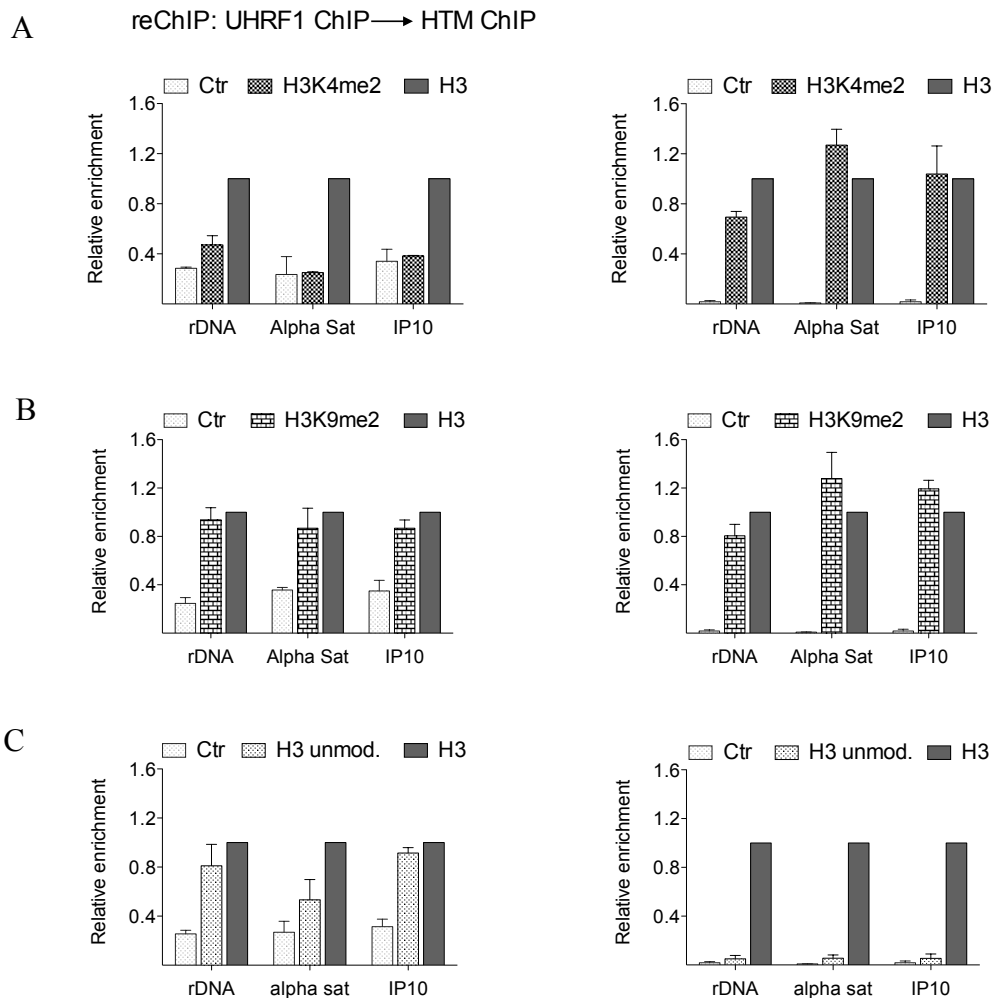 A
reChIP: UHRF1 ChIP→ HTM ChIP
Ctr H3K4me2 H3
Relative enrichment
1.6
1.2
0.8
0.4
rDNA Alpha Sat IP10
Ctr H3K4me2 H3
Relative enrichment
1.6
1.2
0.8
0.4
rDNA Alpha Sat IP10
B
Ctr H3K9me2 H3
Relative enrichment
1.6
1.2
0.8
0.4
rDNA Alpha Sat IP10
Ctr H3K9me2 H3
Relative enrichment
1.6
1.2
0.8
0.4
rDNA Alpha Sat IP10
C
Ctr H3 unmod. H3
Relative enrichment
1.6
1.2
0.8
0.4
rDNA alpha sat IP10
Ctr H3 unmod. H3
Relative enrichment
1.6
1.2
0.8
0.4
rDNA alpha sat IP10